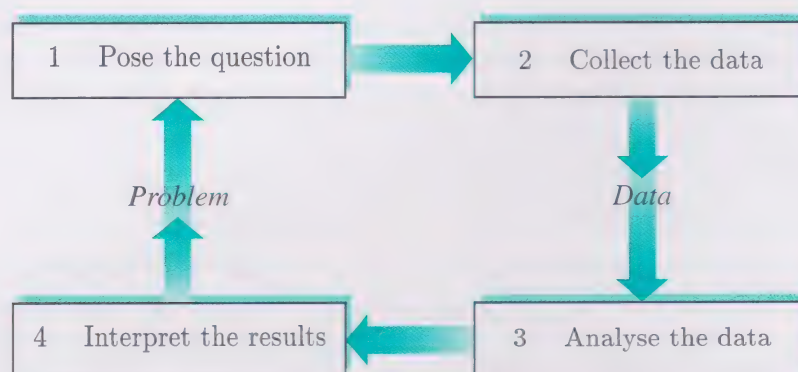 1 Pose the question
2 Collect the data
Problem
Data
4 Interpret the results
3 Analyse the data